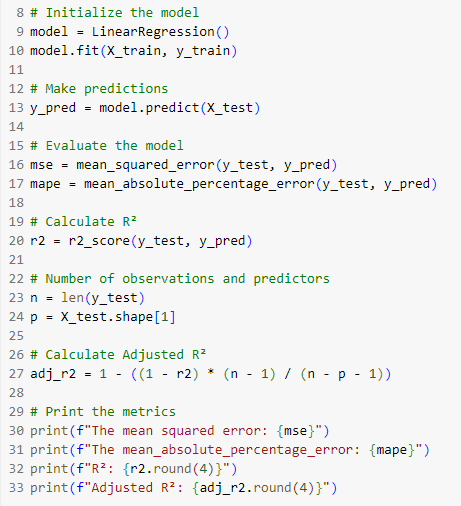 8 # Initialize the model
9 model = LinearRegression()
10 model.fit(X_train, y_train)
11
12 # Make predictions
13 y_pred = model.predict(X_test)
14
15 # Evaluate the model
16 mse = mean_squared_error(y_test, y_pred)
17 mape = mean_absolute_percentage_error(y_test, y_pred)
18
19 # Calculate R²
20 r2 = r2_score(y_test, y_pred)
21
22 # Number of observations and predictors
23 n = len(y_test)
24 p = X_test.shape[1]
25
26 # Calculate Adjusted R²
27 adj_r2 = 1 - ((1 - r2) * (n - 1) / (n - p - 1))
28
29 # Print the metrics
30 print(f"The mean squared error: {mse}")
31 print(f"The mean_absolute_percentage_error: {mape}")
32 print(f"R²: {r2.round(4)}")
33 print(f"Adjusted R²: {adj_r2.round(4)}")